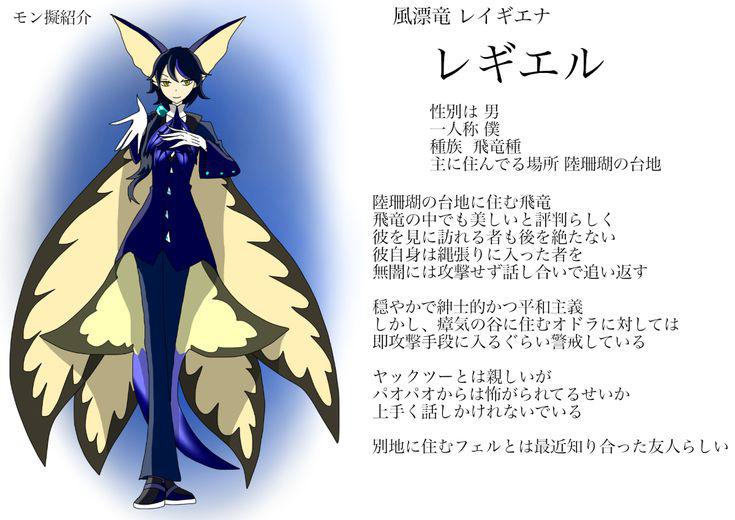 モン擬紹介
風漂竜 レイギエナ
レギエル
性別は 男
一人称 僕
種族 飛竜種
主に住んでる場所 陸珊瑚の台地
陸珊瑚の台地に住む飛竜
飛竜の中でも美しいと評判らしく
彼を見に訪れる者も後を絶たない
彼自身は縄張りに入った者を
無闇には攻撃せず話し合いで追い返す
穏やかで紳士的かつ平和主義
しかし、瘴気の谷に住むオドラに対しては
即攻撃手段に入るぐらい警戒している
ヤックツーとは親しいが
パオパオからは怖がられてるせいか
上手く話しかけれないでいる
別地に住むフェルとは最近知り合った友人らしい